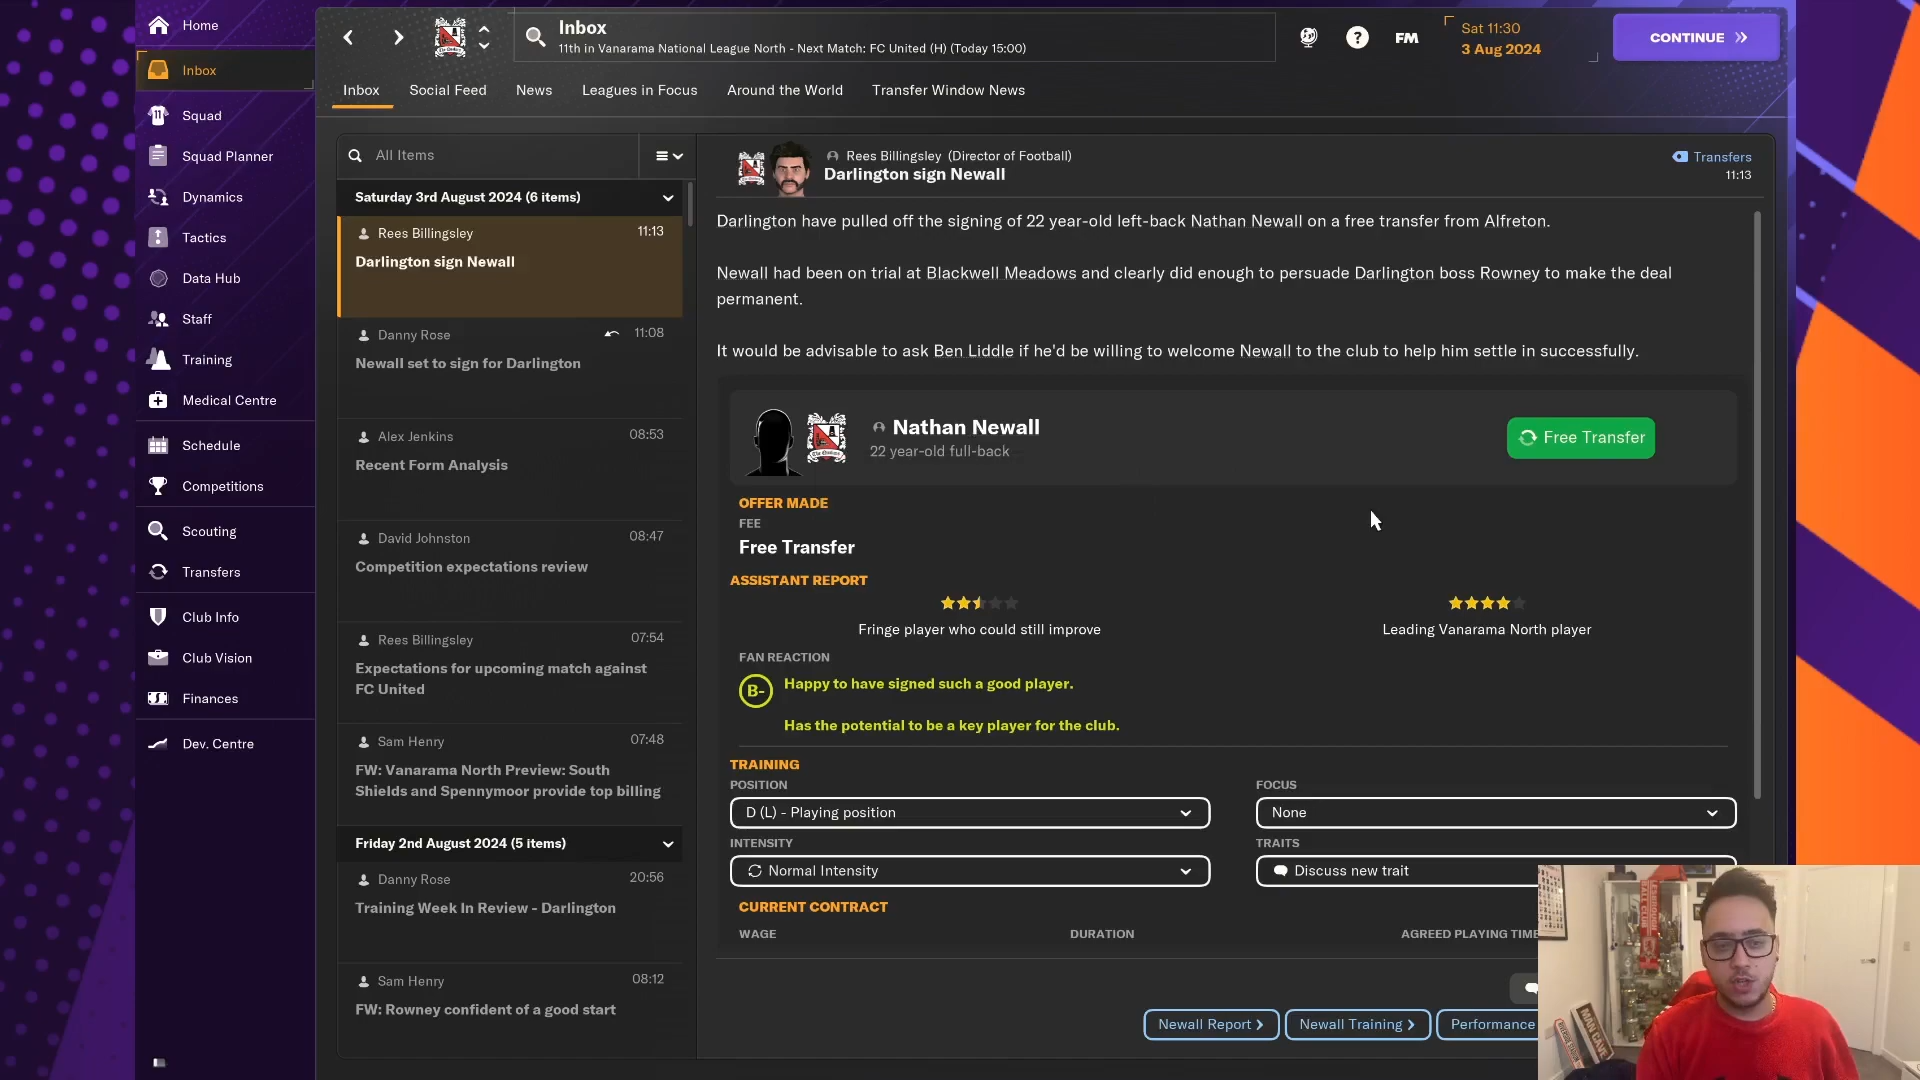 Home
Inbox
Squad
Squad Planner
Dynamics
Tactics
Data Hub
Staff
Training
Medical Centre
Schedule
Competitions
Scouting
Transfers
Club Info
Club Vision
Finances
Dev. Centre
Inbox
11th in Vanarama National League North - Next Match: FC United (H) (Today 15:00)
?
FM
Sat 11:30
3 Aug 2024
CONTINUE
Inbox Social Feed News Leagues in Focus Around the World Transfer Window News
All Items
Saturday 3rd August 2024 (6 items)
Rees Billingsley 11:13
Darlington sign Newall
Danny Rose 11:08
Newall set to sign for Darlington
Alex Jenkins 08:53
Recent Form Analysis
David Johnston 08:47
Competition expectations review
Rees Billingsley 07:54
Expectations for upcoming match against
FC United
Sam Henry 07:48
FW: Vanarama North Preview: South
Shields and Spennymoor provide top billing
Friday 2nd August 2024 (5 items)
Danny Rose 20:56
Training Week In Review - Darlington
Sam Henry 08:12
FW: Rowney confident of a good start
Rees Billingsley (Director of Football)
Darlington sign Newall
Transfers
11:13
Darlington have pulled off the signing of 22 year-old left-back Nathan Newall on a free transfer from Alfreton.
Newall had been on trial at Blackwell Meadows and clearly did enough to persuade Darlington boss Rowney to make the deal
permanent.
It would be advisable to ask Ben Liddle if he'd be willing to welcome Newall to the club to help him settle in successfully.
Nathan Newall
22 year-old full-back
Free Transfer
OFFER MADE
FEE
Free Transfer
ASSISTANT REPORT
Fringe player who could still improve
Leading Vanarama North player
FAN REACTION
B-
Happy to have signed such a good player.
Has the potential to be a key player for the club.
TRAINING
POSITION
D (L) - Playing position
FOCUS
None
INTENSITY
Normal Intensity
TRAITS
Discuss new trait
CURRENT CONTRACT
WAGE DURATION AGREED PLAYING TIME
Newall Report
Newall Training
Performance
MAN CAVE